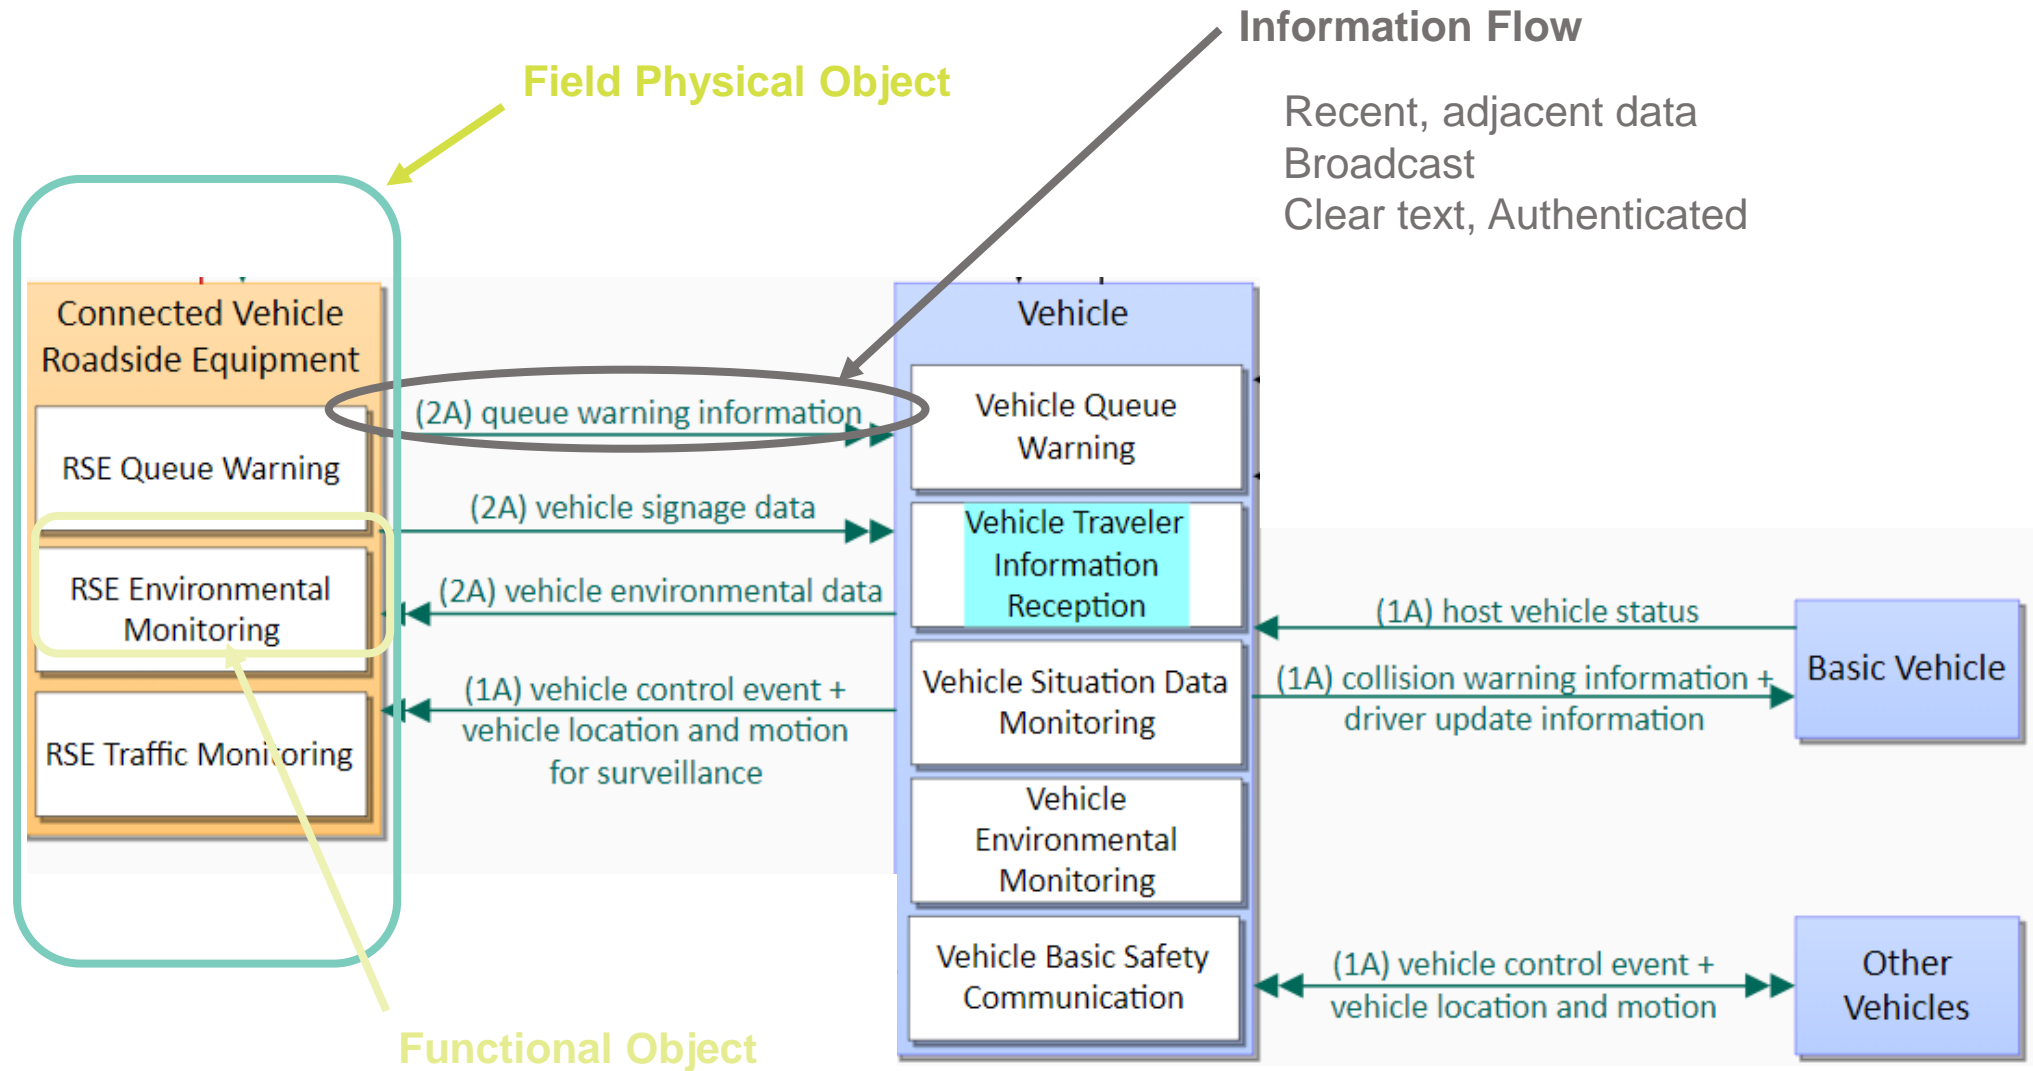 Information Flow
Field Physical Object
Recent, adjacent data
Broadcast
Clear text, Authenticated
Connected Vehicle
Roadside Equipment
RSE Queue Warning
RSE Environmental
Monitoring
RSE Traffic Monitoring
(2A) queue warning information
(2A) vehicle signage data
(2A) vehicle environmental data
(1A) vehicle control event +
vehicle location and motion
for surveillance
Vehicle
Vehicle Queue
Warning
Vehicle Traveler
Information
Reception
Vehicle Situation Data
Monitoring
Vehicle
Environmental
Monitoring
Vehicle Basic Safety
Communication
(1A) host vehicle status
(1A) collision warning information +
driver update information
Basic Vehicle
(1A) vehicle control event +
vehicle location and motion
Other
Vehicles
Functional Object